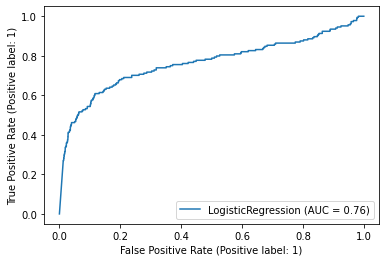 1.0
0.8
0.6
0.4
0.2
0.0
True Positive Rate (Positive label: 1)
LogisticRegression (AUC = 0.76)
0.0 0.2 0.4 0.6 0.8 1.0
False Positive Rate (Positive label: 1)